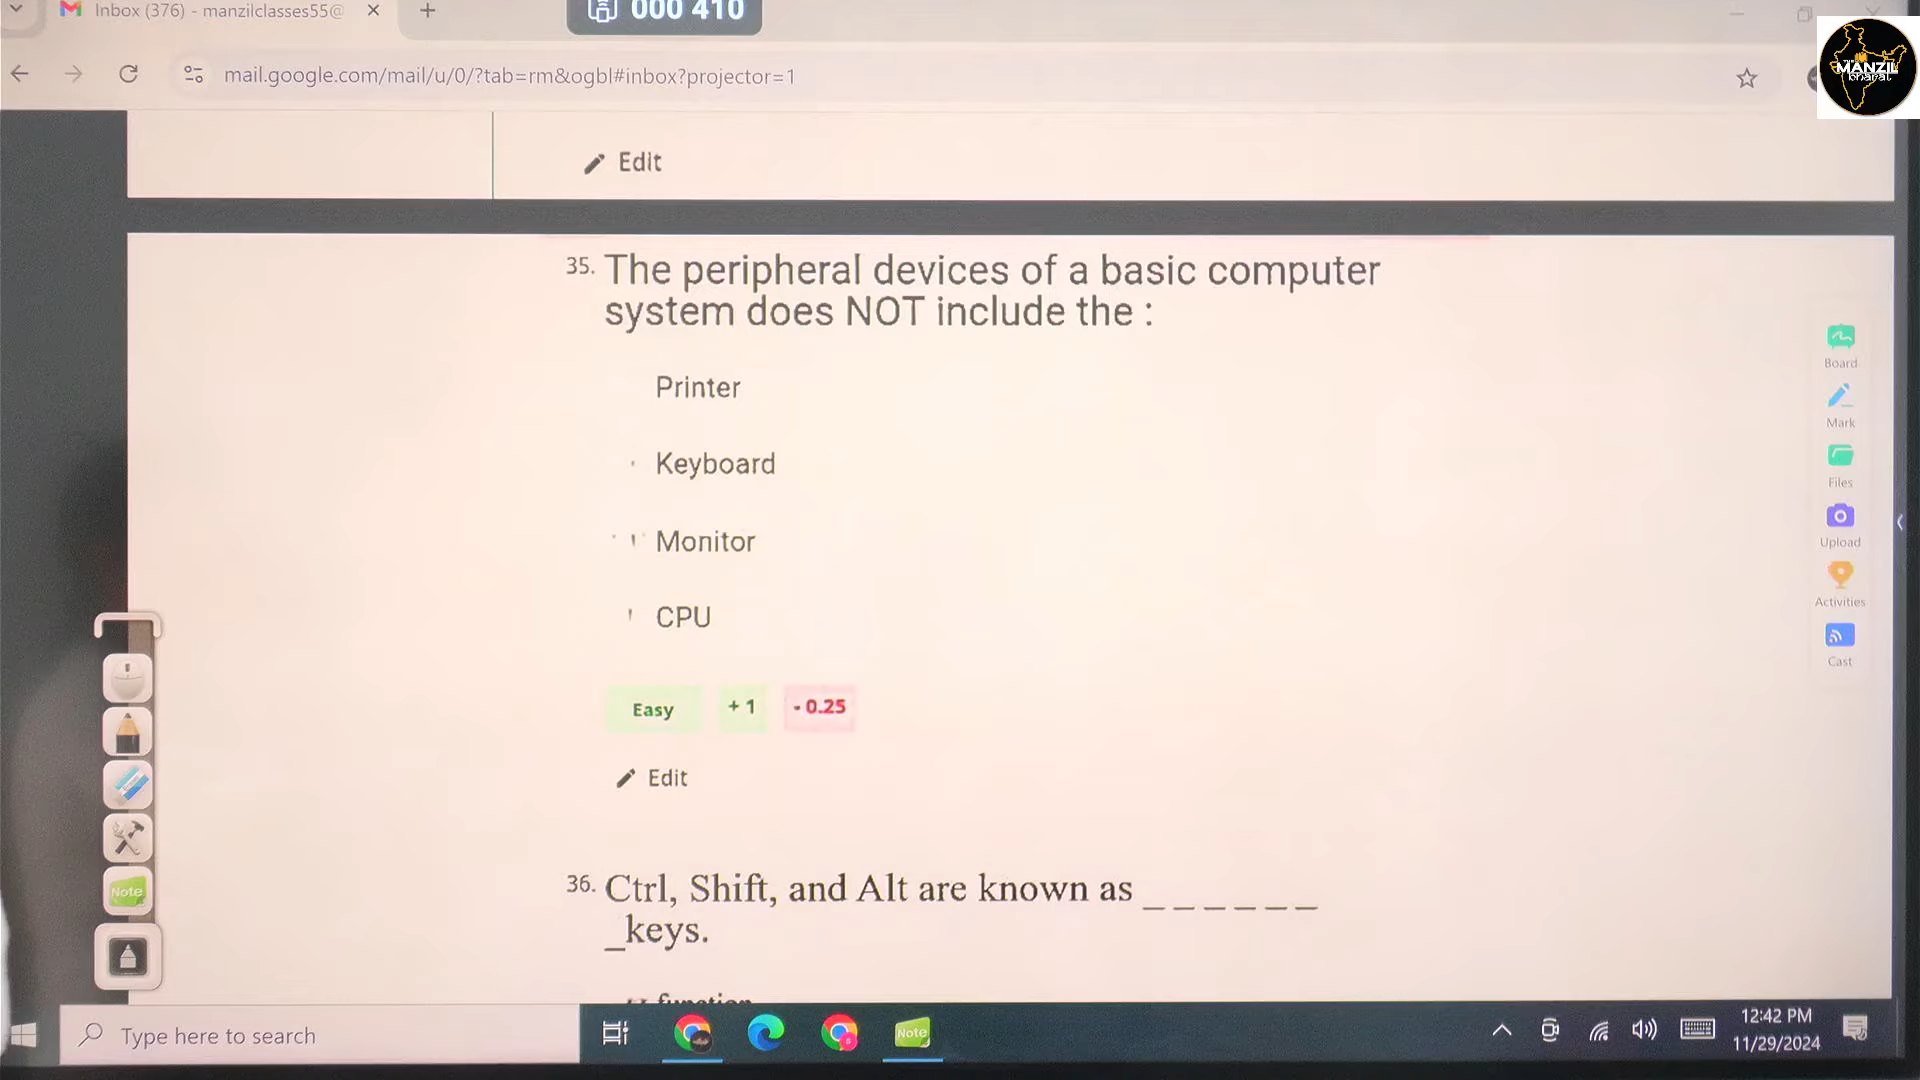 Inbox (376) - manzilclasses55@
000 410
mail.google.com/mail/u/0/?tab=rm&ogbl#inbox?projector=1
MANZIL
Edit
35. The peripheral devices of a basic computer
system does NOT include the :
Printer
Keyboard
Monitor
CPU
Easy +1 - 0.25
Edit
36. Ctrl, Shift, and Alt are known as _ _ _ _ _ _
_keys.
function
Board
Mark
Files
Upload
Activities
Cast
Note
Type here to search
Note
12:42 PM
11/29/2024